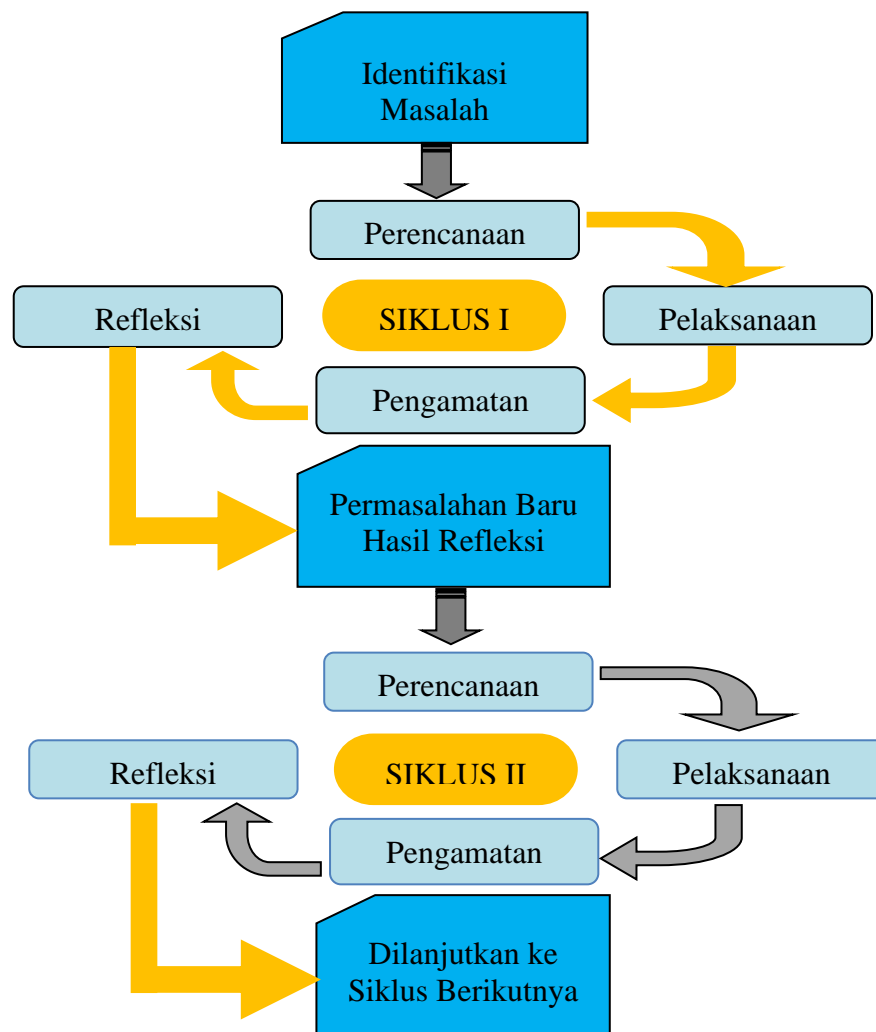 Identifikasi
Masalah
Perencanaan
Refleksi
SIKLUS I
Pelaksanaan
Pengamatan
Permasalahan Baru
Hasil Refleksi
Perencanaan
Refleksi
SIKLUS II
Pelaksanaan
Pengamatan
Dilanjutkan ke
Siklus Berikutnya